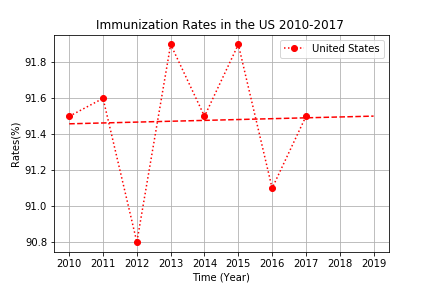 Immunization Rates in the US 2010-2017
United States
91.8
91.6
91.4
91.2
91.0
90.8
Rates(%)
2010 2011 2012 2013 2014 2015 2016 2017 2018 2019
Time (Year)